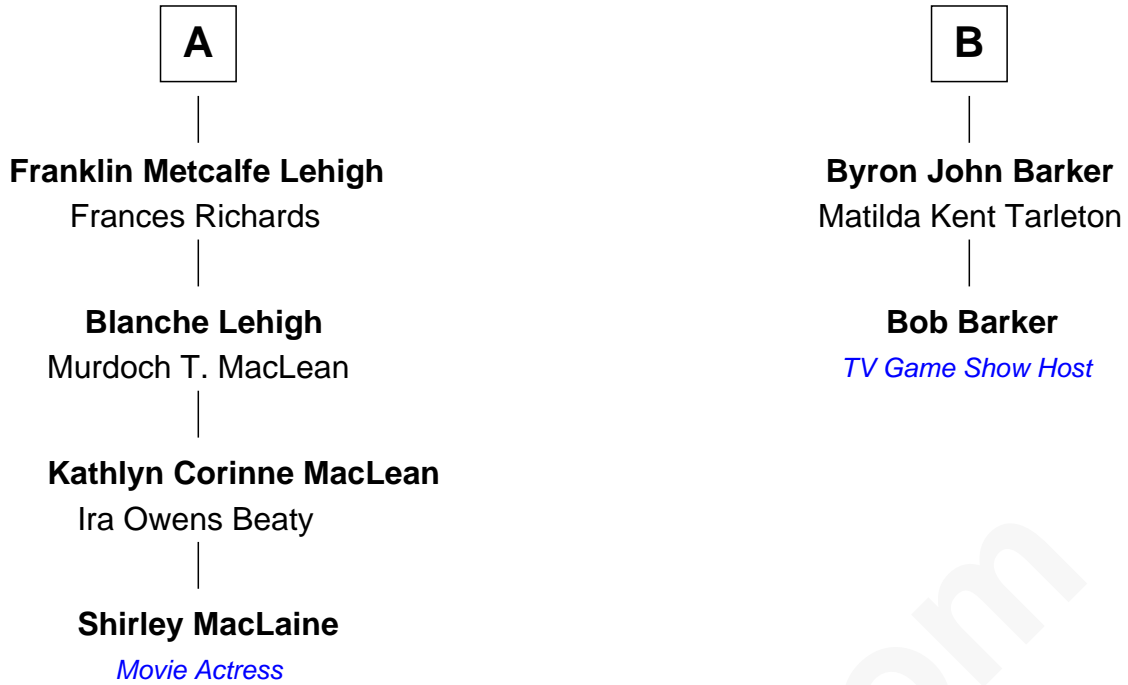 A
Franklin Metcalfe Lehigh
Frances Richards
Blanche Lehigh
Murdoch T. MacLean
Kathlyn Corinne MacLean
Ira Owens Beaty
Shirley MacLaine
Movie Actress
B
Byron John Barker
Matilda Kent Tarleton
Bob Barker
TV Game Show Host
om